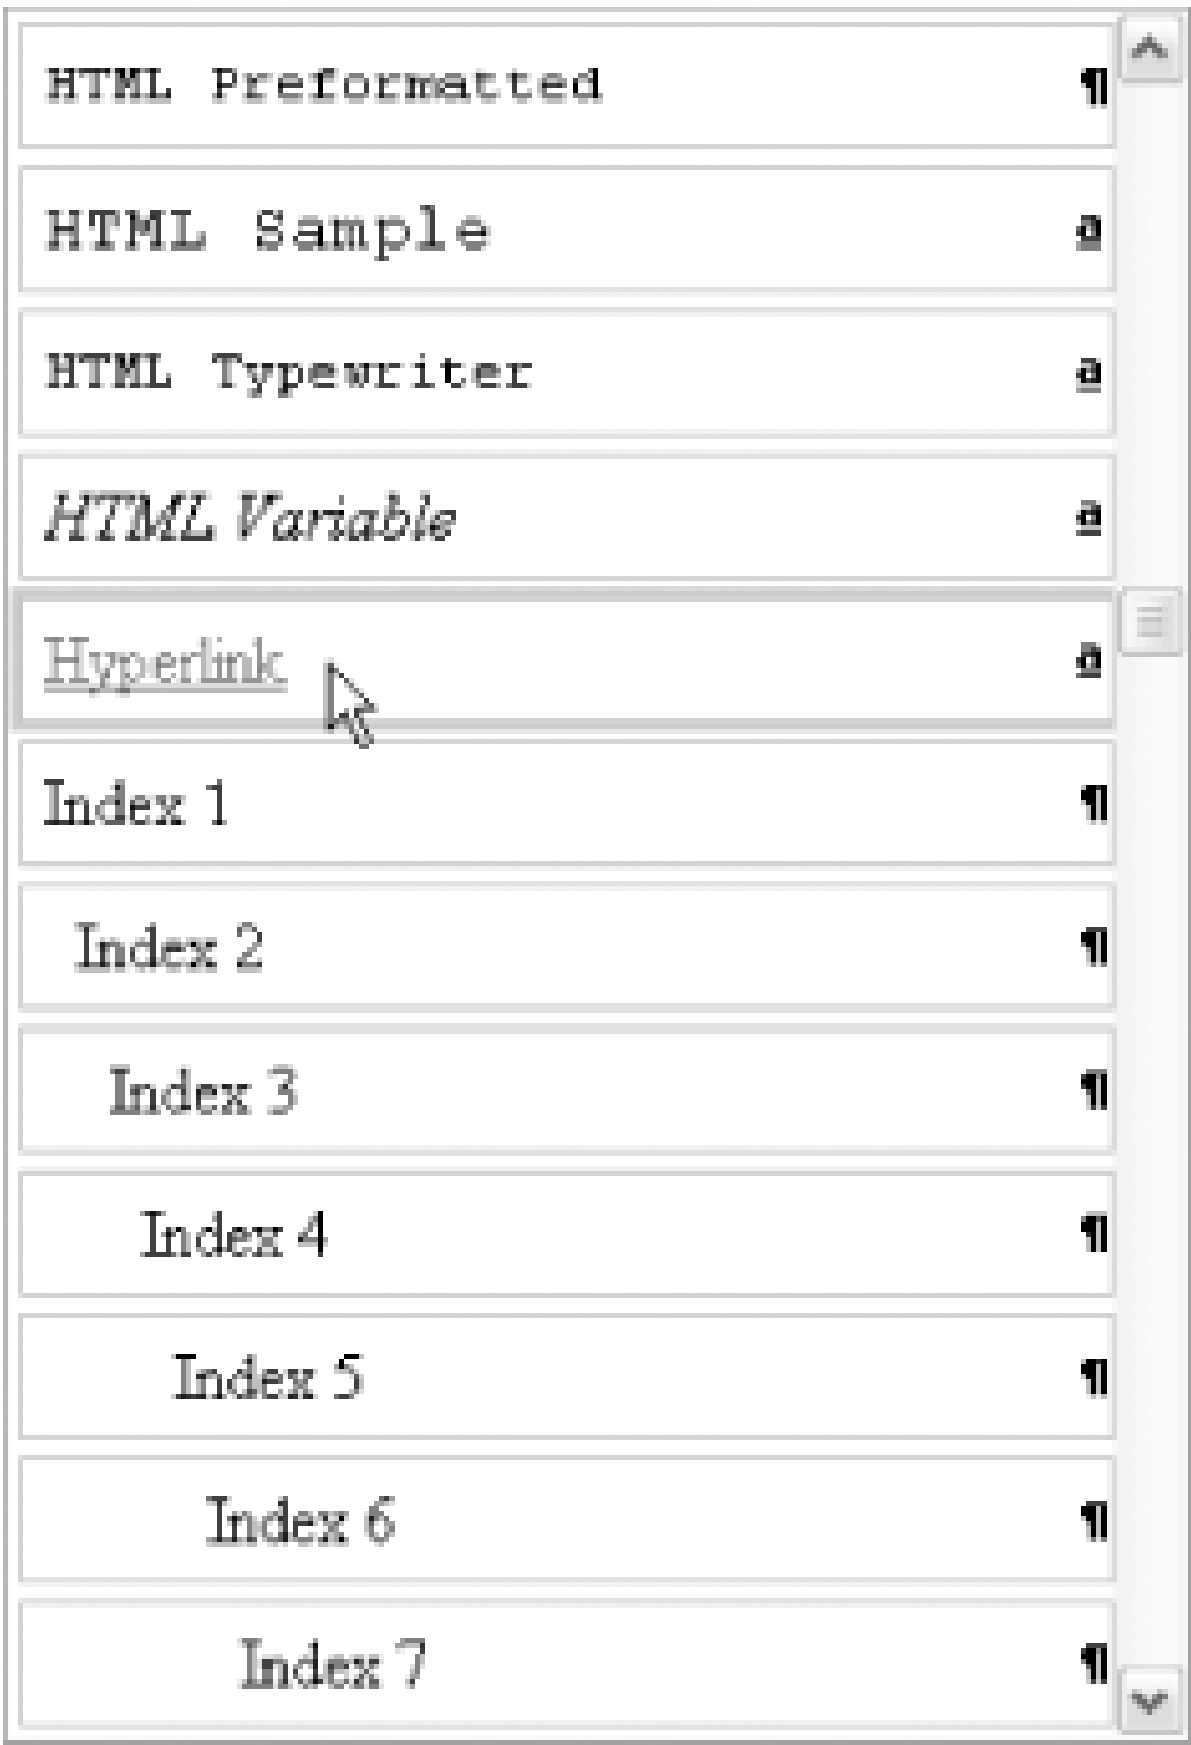 HTML Preformatted ¶
HTML Sample a
HTML Typewriter a
HTML Variable a
Hyperlink a
Index 1 ¶
Index 2 ¶
Index 3 ¶
Index 4 ¶
Index 5 ¶
Index 6 ¶
Index 7 ¶